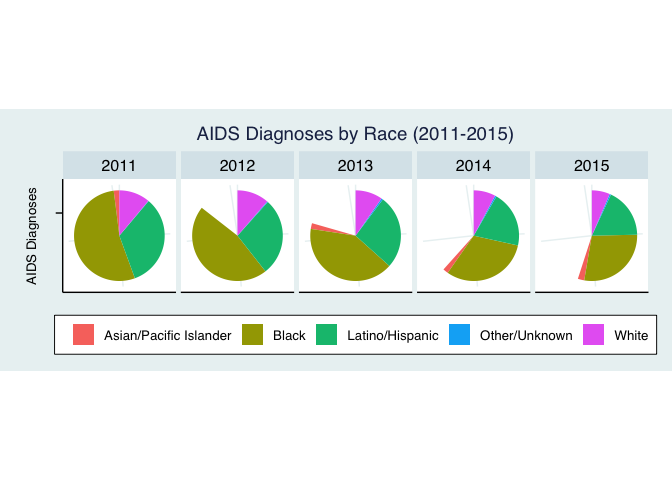 AIDS Diagnoses by Race (2011-2015)
2011 2012 2013 2014 2015
AIDS Diagnoses
Asian/Pacific Islander Black Latino/Hispanic Other/Unknown White